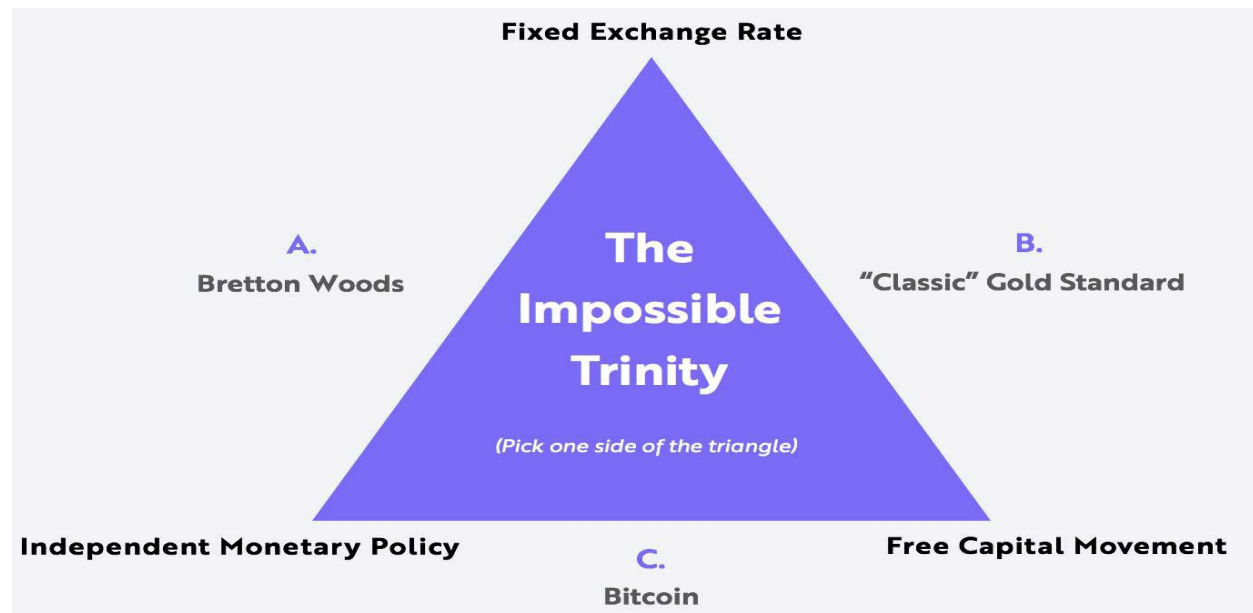 Fixed Exchange Rate
A.
Bretton Woods
The
Impossible
Trinity
(Pick one side of the triangle)
B.
“Classic” Gold Standard
Independent Monetary Policy
C.
Bitcoin
Free Capital Movement